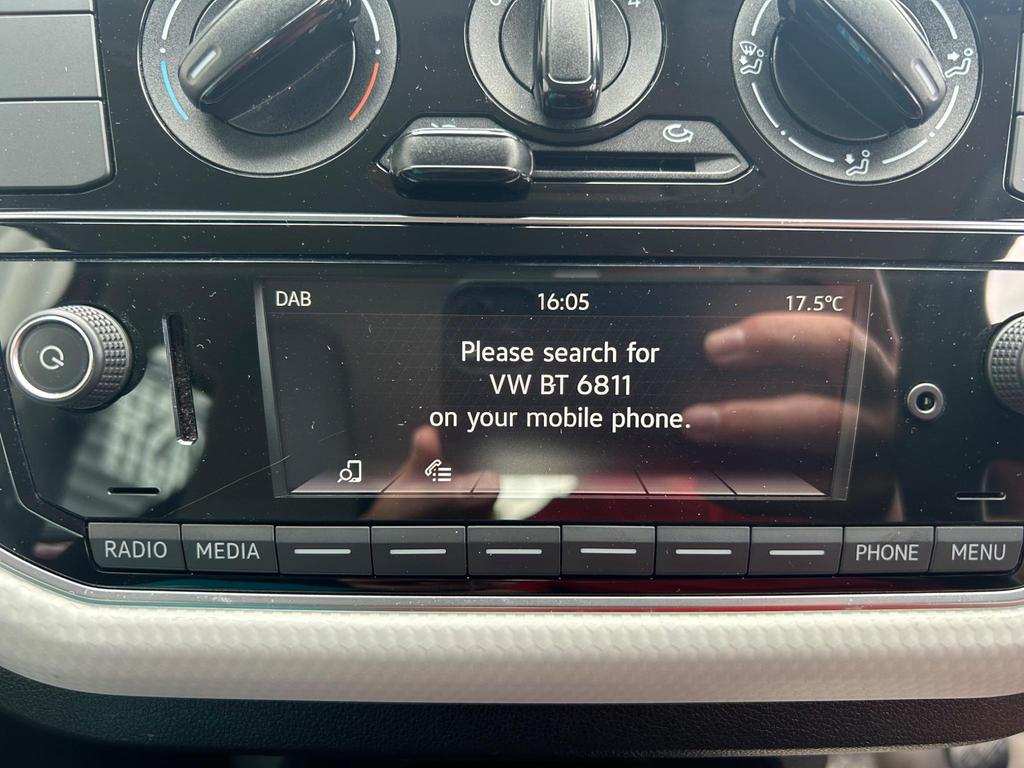 4
DAB 16:05 17.5°C
Please search for
VW BT 6811
on your mobile phone.
RADIO MEDIA PHONE MENU